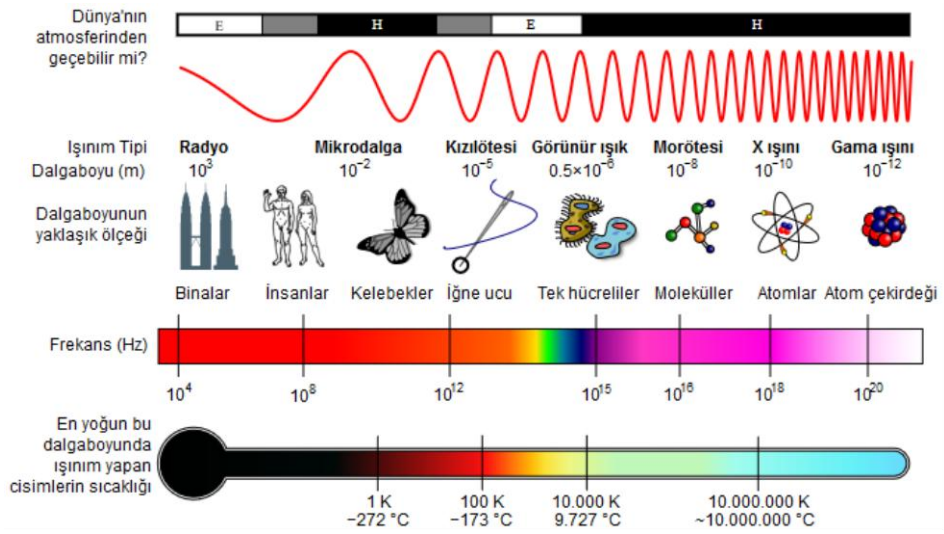 Dünya'nın
atmosferinden
geçebilir mi?
E H E H
Işınım Tipi Radyo Mikrodalga Kızılötesi Görünür ışık Morötesi X ışını Gama ışını
Dalgaboyu (m) 10³ 10⁻² 10⁻⁵ 0.5×10⁻⁶ 10⁻⁸ 10⁻¹⁰ 10⁻¹²
Dalgaboyunun
yaklaşık ölçeği
Binalar İnsanlar Kelebekler İğne ucu Tek hücreliler Moleküller Atomlar Atom çekirdeği
Frekans (Hz)
10⁴ 10⁸ 10¹² 10¹⁵ 10¹⁶ 10¹⁸ 10²⁰
En yoğun bu
dalgaboyunda
ışınım yapan
cisimlerin sıcaklığı
1 K 100 K 10.000 K 10.000.000 K
−272 °C −173 °C 9.727 °C ~10.000.000 °C